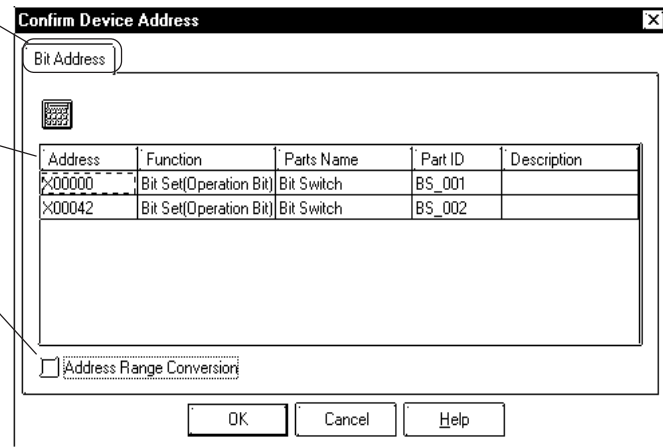 Confirm Device Address
Bit Address
Address Function Parts Name Part ID Description
X00000 Bit Set(Operation Bit) Bit Switch BS_001
X00042 Bit Set(Operation Bit) Bit Switch BS_002
Address Range Conversion
OK Cancel Help